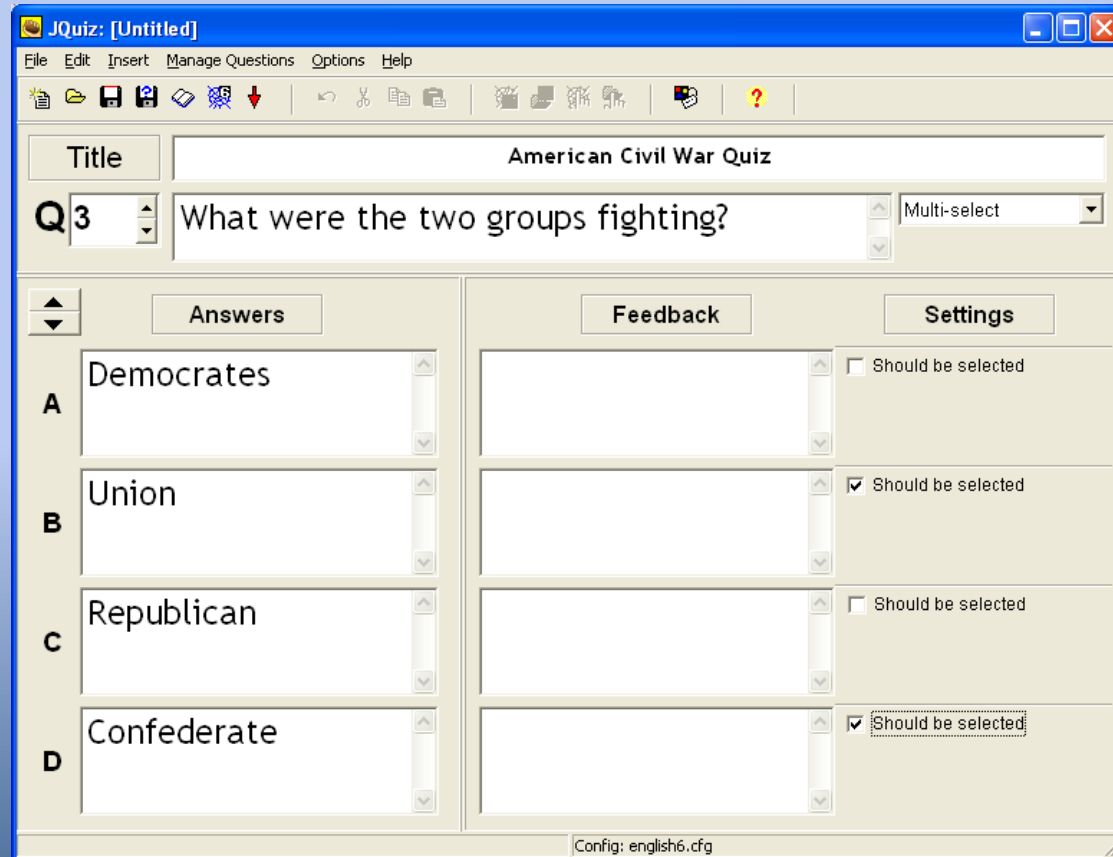 JQuiz: [Untitled]
File Edit Insert Manage Questions Options Help
Title
American Civil War Quiz
Q 3
What were the two groups fighting?
Multi-select
Answers
Feedback
Settings
A
Democrates
Should be selected
B
Union
Should be selected
C
Republican
Should be selected
D
Confederate
Should be selected
Config: english6.cfg